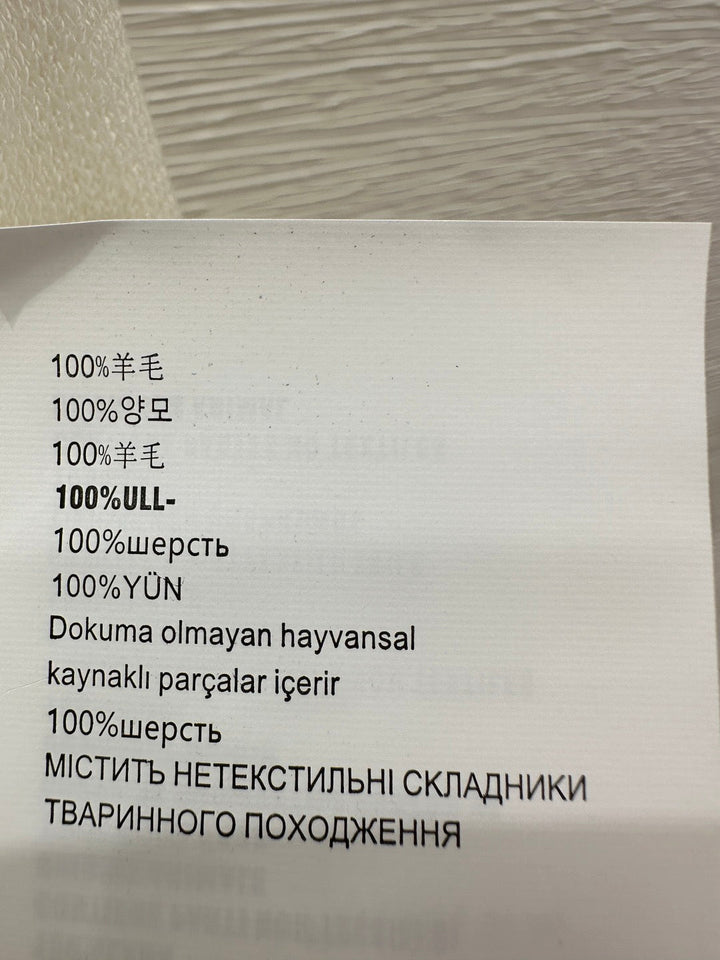 100%羊毛
100%양모
100%羊毛
100%ULL-
100%шерсть
100%YÜN
Dokuma olmayan hayvansal
kaynaklı parçalar içerir
100%шерсть
МІСТИТЬ НЕТЕКСТИЛЬНІ СКЛАДНИКИ
ТВАРИННОГО ПОХОДЖЕННЯ